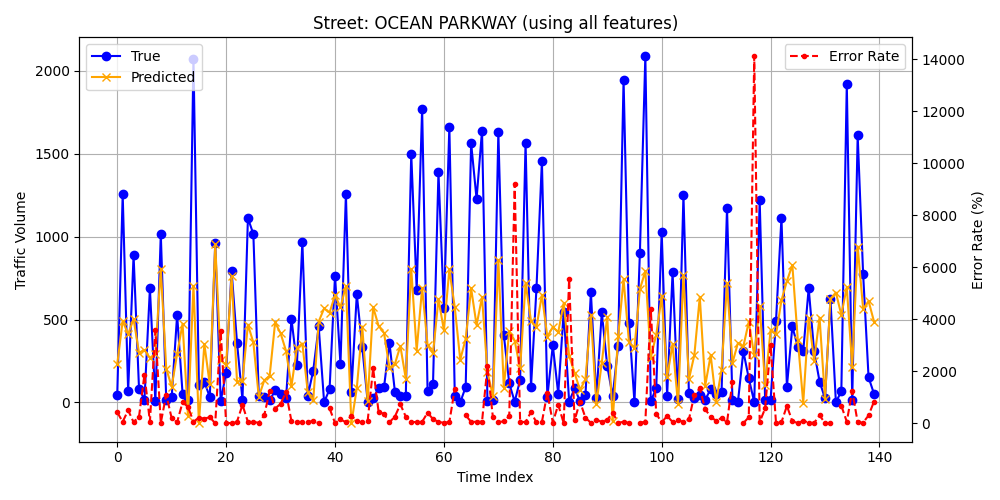 Street: OCEAN PARKWAY (using all features)
True
Predicted
Error Rate
Traffic Volume
2000
1500
1000
500
0
14000
12000
10000
8000
6000
4000
2000
0
Error Rate (%)
0 20 40 60 80 100 120 140
Time Index